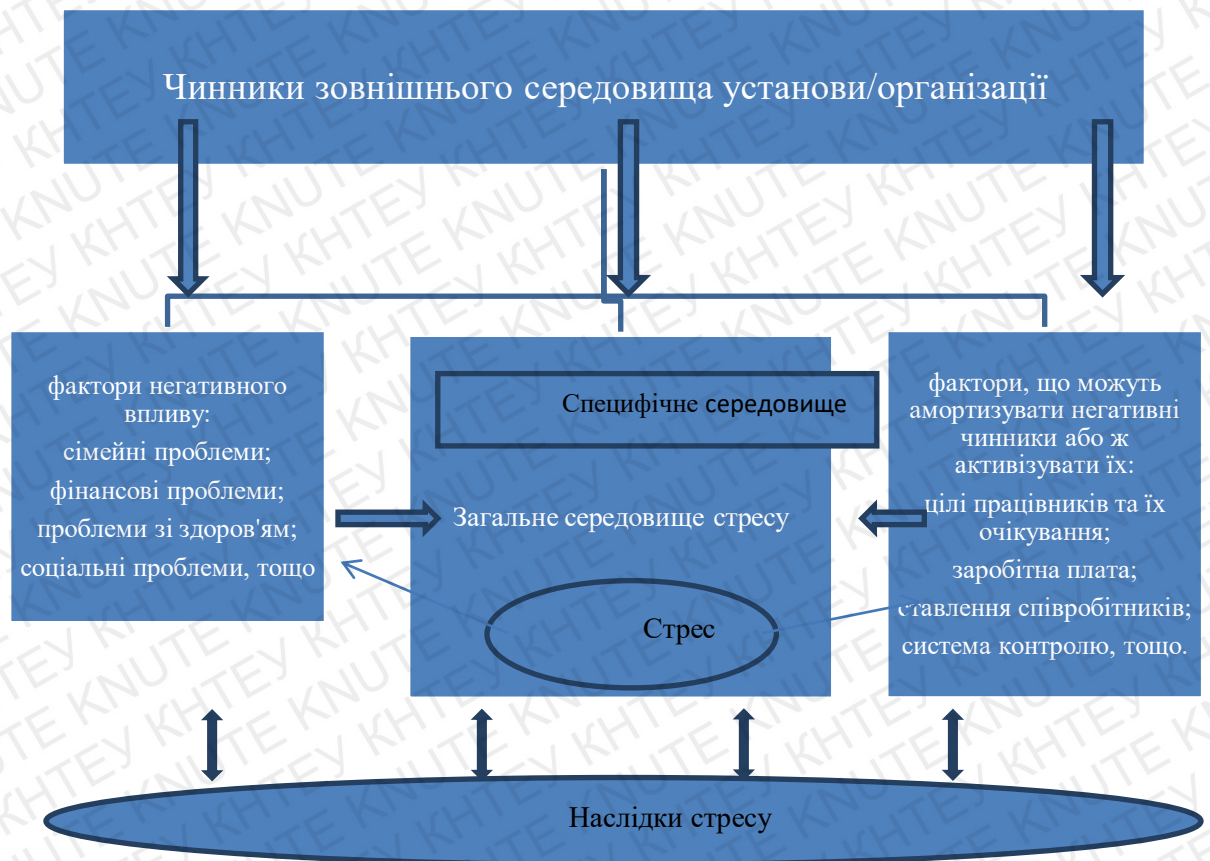 Чинники зовнішнього середовища установи/організації
фактори негативного
впливу:
сімейні проблеми;
фінансові проблеми;
проблеми зі здоров'ям;
соціальні проблеми, тощо
Специфічне середовище
Загальне середовище стресу
Стрес
фактори, що можуть
амортизувати негативні
чинники або ж
активізувати їх:
цілі працівників та їх
очікування;
заробітна плата;
ставлення співробітників;
система контролю, тощо.
Наслідки стресу